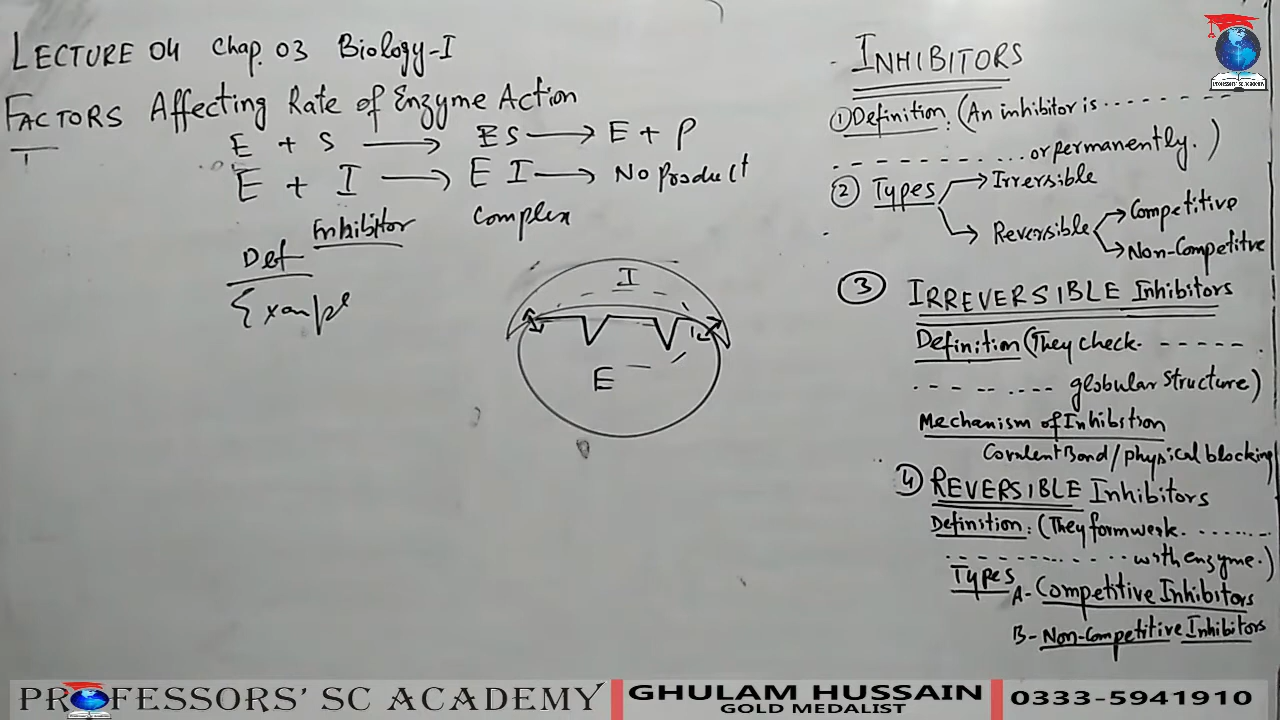 LECTURE 04 Chap. 03 Biology-I
FACTORS Affecting Rate of Enzyme Action
E + S → ES → E + P
E + I → E I → No Product
Inhibitor Complex
Def
Example
I
E
INHIBITORS
① Definition: (An inhibitor is ---------
------------ or permanently.)
② Types → Irreversible
→ Reversible → Competitive
→ Non-Competitive
③ IRREVERSIBLE Inhibitors
Definition (They check ------
--------- globular structure)
Mechanism of Inhibition
Covalent Bond / physical blocking
④ REVERSIBLE Inhibitors
Definition: (They form weak -------
------------ with enzyme.)
Types A- Competitive Inhibitors
B- Non-Competitive Inhibitors
PROFESSORS' SC ACADEMY
PROFESSORS' SC ACADEMY
GHULAM HUSSAIN
GOLD MEDALIST
0333-5941910